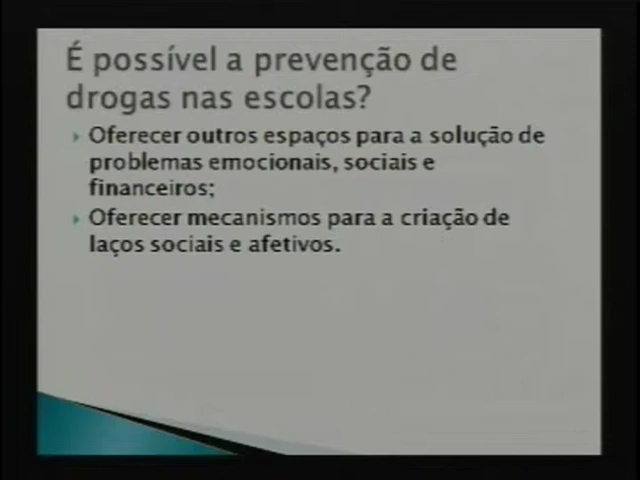 É possível a prevenção de
drogas nas escolas?
Oferecer outros espaços para a solução de
problemas emocionais, sociais e
financeiros;
Oferecer mecanismos para a criação de
laços sociais e afetivos.